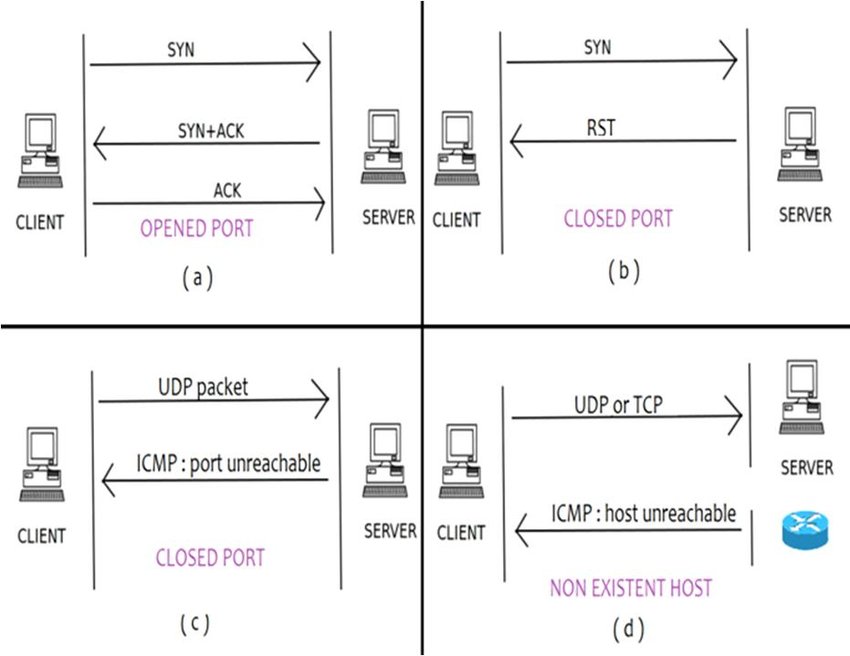 SYN
SYN+ACK
ACK
CLIENT
OPENED PORT
SERVER
( a )
SYN
RST
CLIENT
CLOSED PORT
SERVER
( b )
UDP packet
ICMP : port unreachable
CLIENT
CLOSED PORT
SERVER
( c )
UDP or TCP
SERVER
ICMP : host unreachable
CLIENT
NON EXISTENT HOST
( d )